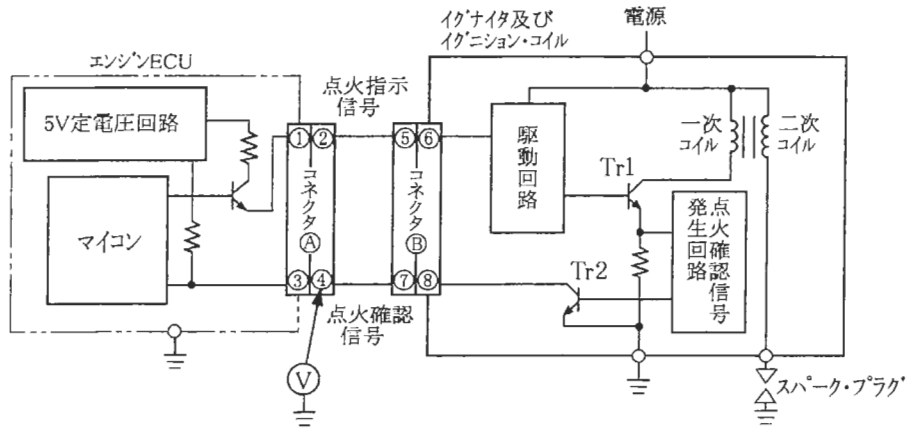 電源
イグナイタ及び
イグニション・コイル
エンジンECU
点火指示
信号
5V定電圧回路
マイコン
① ②
コネクタ
Ⓐ
③ ④
⑤ ⑥
コネクタ
Ⓑ
⑦ ⑧
駆動回路
Tr1
一次
コイル
二次
コイル
点火確認信号
発生回路
Tr2
点火確認
信号
V
スパーク・プラグ